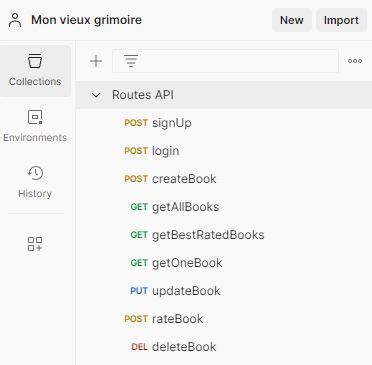 Mon vieux grimoire
New
Import
Collections
Environments
History
Routes API
POST signUp
POST login
POST createBook
GET getAllBooks
GET getBestRatedBooks
GET getOneBook
PUT updateBook
POST rateBook
DEL deleteBook